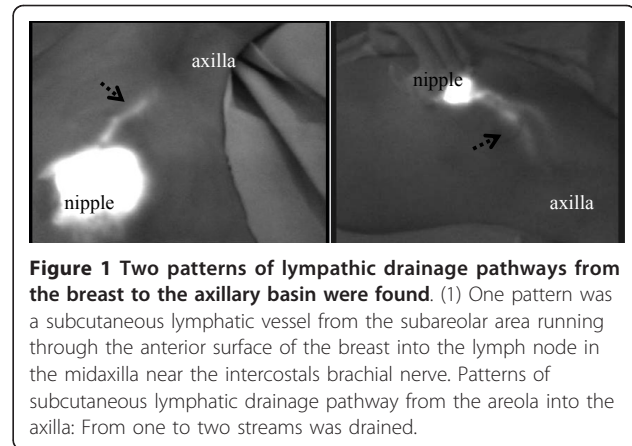 axilla
nipple
nipple
axilla
Figure 1 Two patterns of lymphatic drainage pathways from
the breast to the axillary basin were found. (1) One pattern was
a subcutaneous lymphatic vessel from the subareolar area running
through the anterior surface of the breast into the lymph node in
the midaxilla near the intercostals brachial nerve. Patterns of
subcutaneous lymphatic drainage pathway from the areola into the
axilla: From one to two streams was drained.